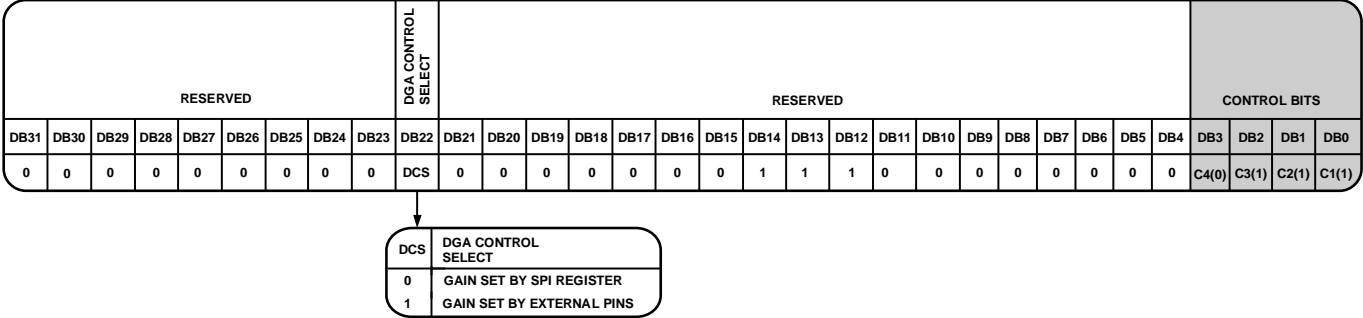 DGA CONTROL
SELECT
RESERVED
RESERVED
CONTROL BITS
DB31 DB30 DB29 DB28 DB27 DB26 DB25 DB24 DB23 DB22 DB21 DB20 DB19 DB18 DB17 DB16 DB15 DB14 DB13 DB12 DB11 DB10 DB9 DB8 DB7 DB6 DB5 DB4 DB3 DB2 DB1 DB0
0 0 0 0 0 0 0 0 0 DCS 0 0 0 0 0 0 0 1 1 1 0 0 0 0 0 0 0 0 C4(0) C3(1) C2(1) C1(1)
DCS DGA CONTROL
SELECT
0 GAIN SET BY SPI REGISTER
1 GAIN SET BY EXTERNAL PINS